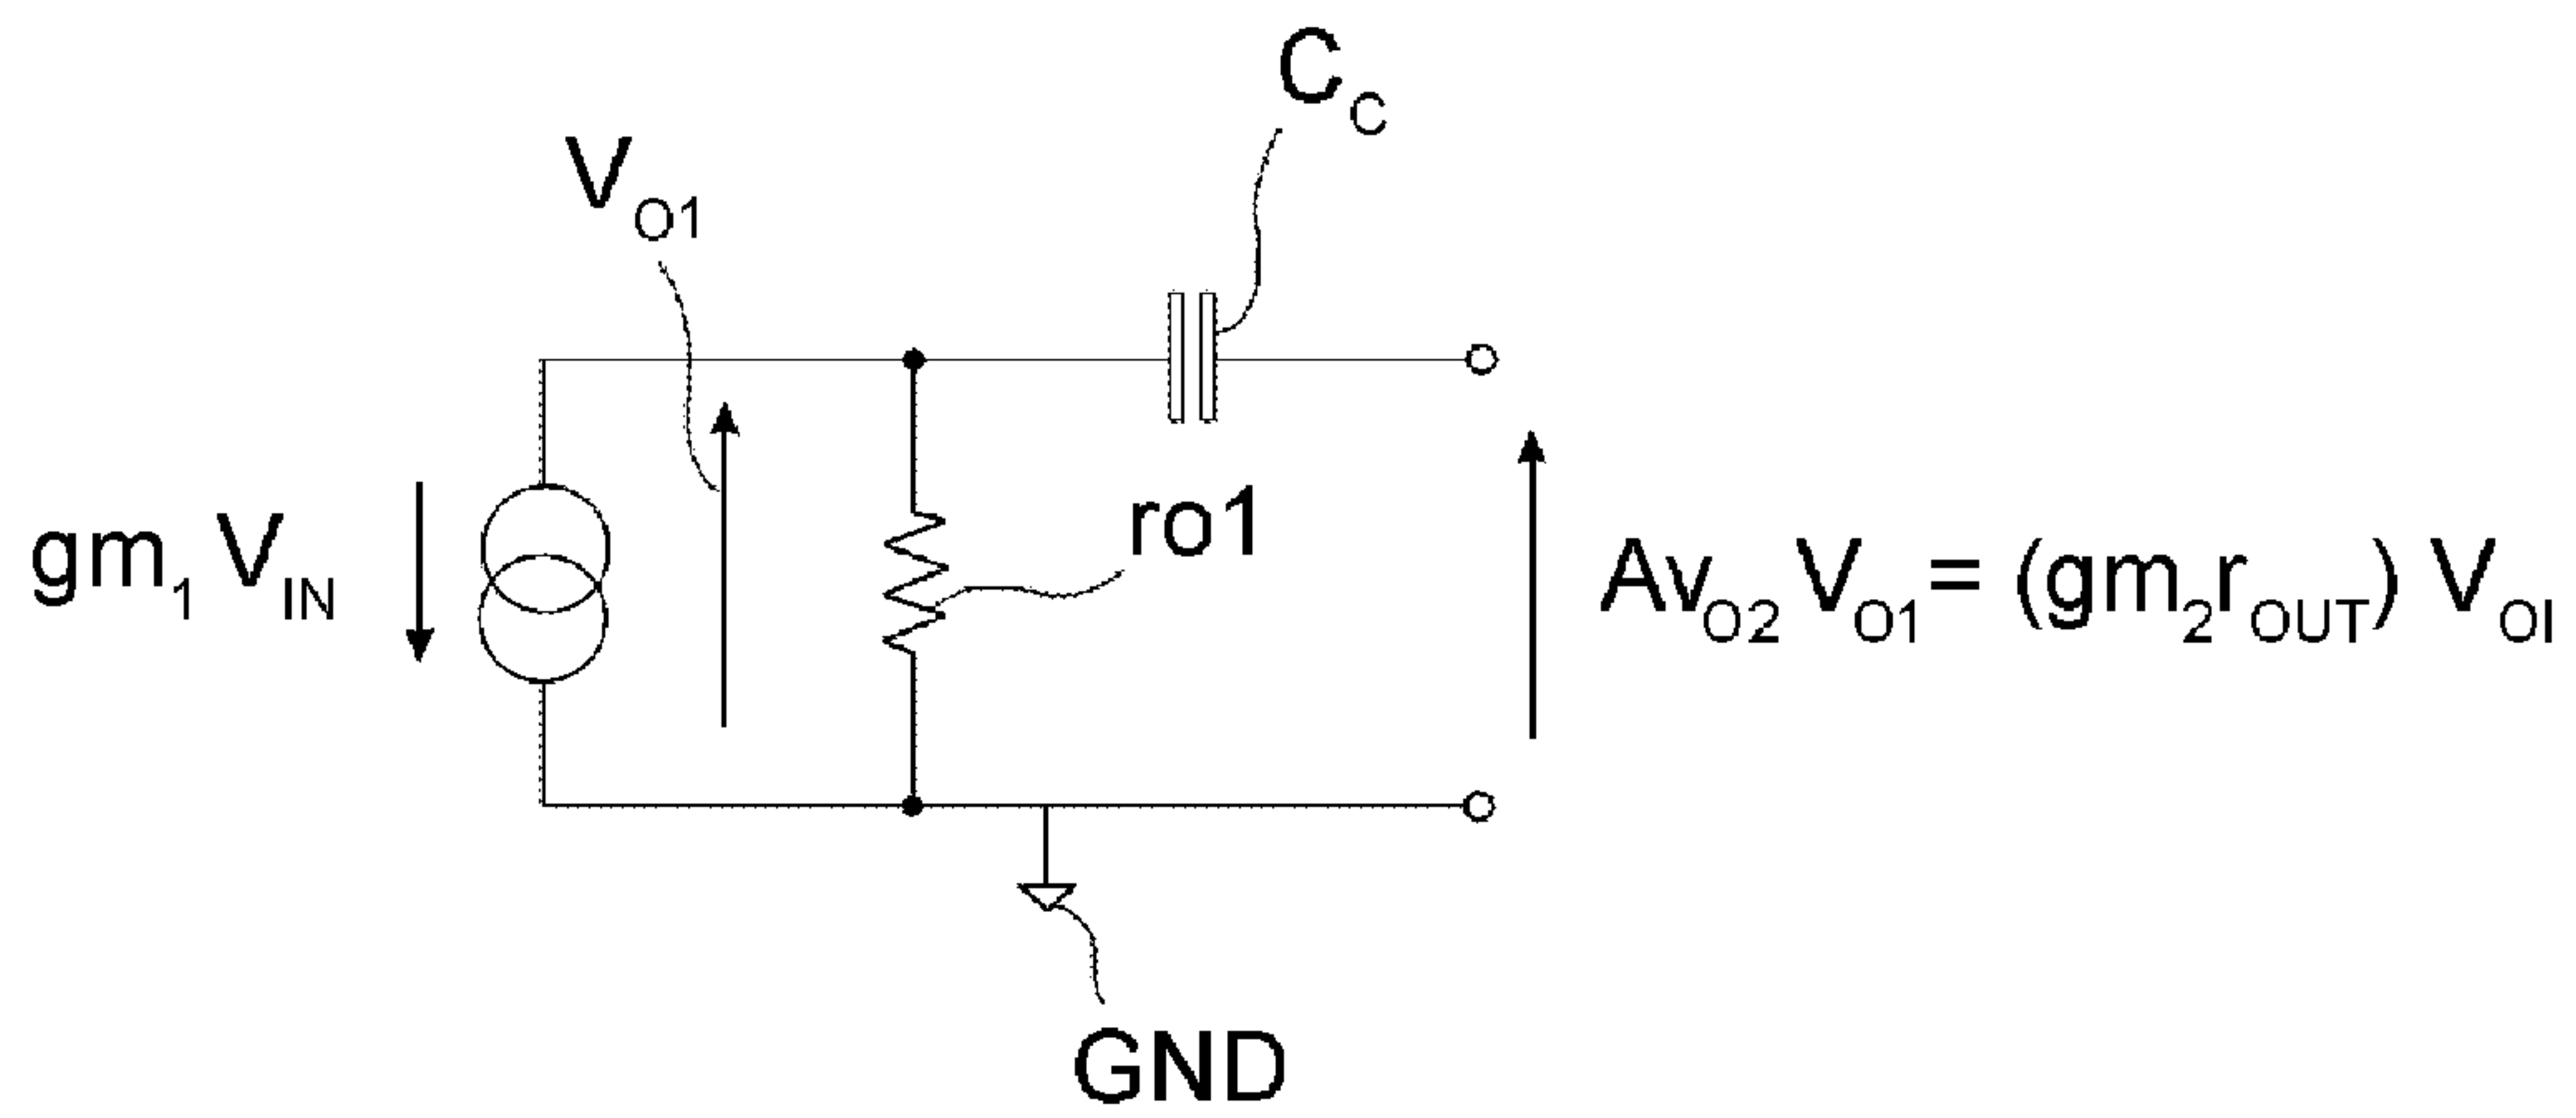 C_C
V_O1
ro1
gm_1 V_IN
Av_O2 V_O1 = (gm_2 r_OUT) V_OI
GND